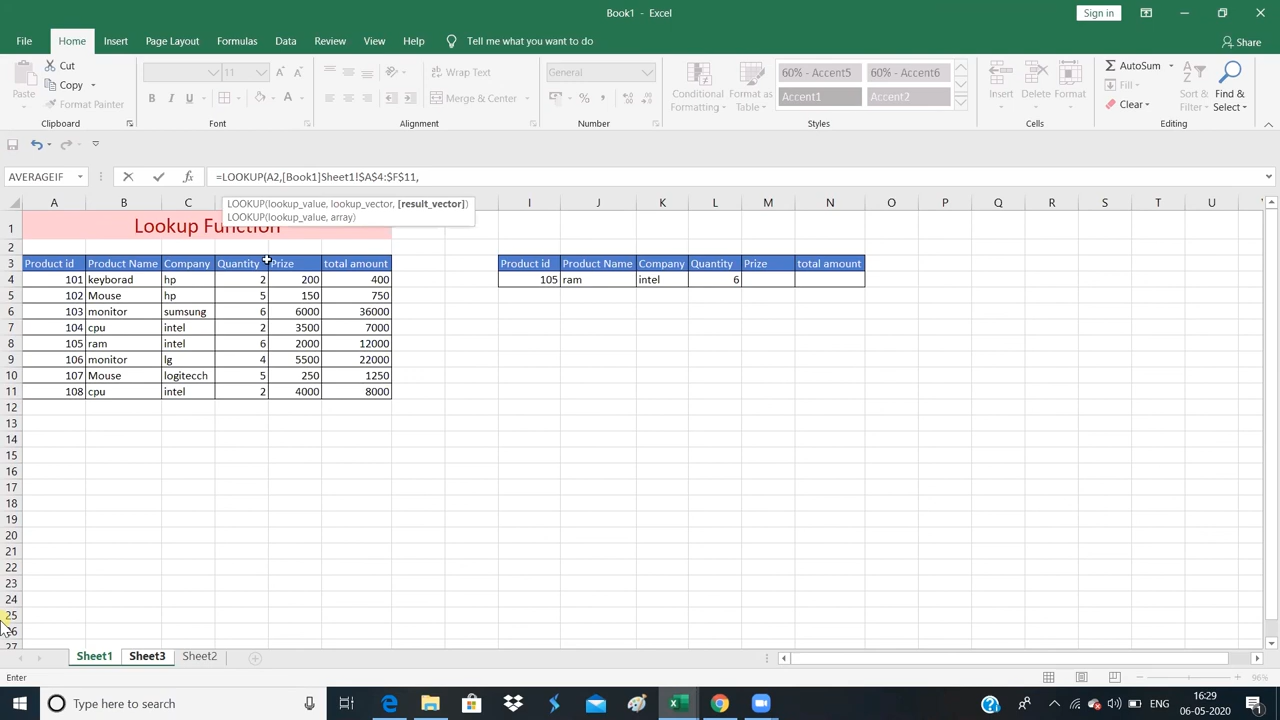 Book1 - Excel
Sign in
File Home Insert Page Layout Formulas Data Review View Help Tell me what you want to do Share
Paste
Cut
Copy
Format Painter
Clipboard
11
Font
Wrap Text
Merge & Center
Alignment
General
Number
Conditional Formatting
Format as Table
60% - Accent5 60% - Accent6
Accent1 Accent2
Styles
Insert Delete Format
Cells
AutoSum
Fill
Clear
Sort & Filter
Find & Select
Editing
AVERAGEIF =LOOKUP(A2,[Book1]Sheet1!$A$4:$F$11,
LOOKUP(lookup_value, lookup_vector, [result_vector])
LOOKUP(lookup_value, array)
A B C I J K L M N O P Q R S T U
1 Lookup Function
2
3 Product id Product Name Company Quantity Prize total amount Product id Product Name Company Quantity Prize total amount
4 101 keyborad hp 2 200 400 105 ram intel 6
5 102 Mouse hp 5 150 750
6 103 monitor sumsung 6 6000 36000
7 104 cpu intel 2 3500 7000
8 105 ram intel 6 2000 12000
9 106 monitor lg 4 5500 22000
10 107 Mouse logitecch 5 250 1250
11 108 cpu intel 2 4000 8000
12
13
14
15
16
17
18
19
20
21
22
23
24
25
26
27
Sheet1 Sheet3 Sheet2
Enter
96%
Type here to search
ENG
16:29
06-05-2020